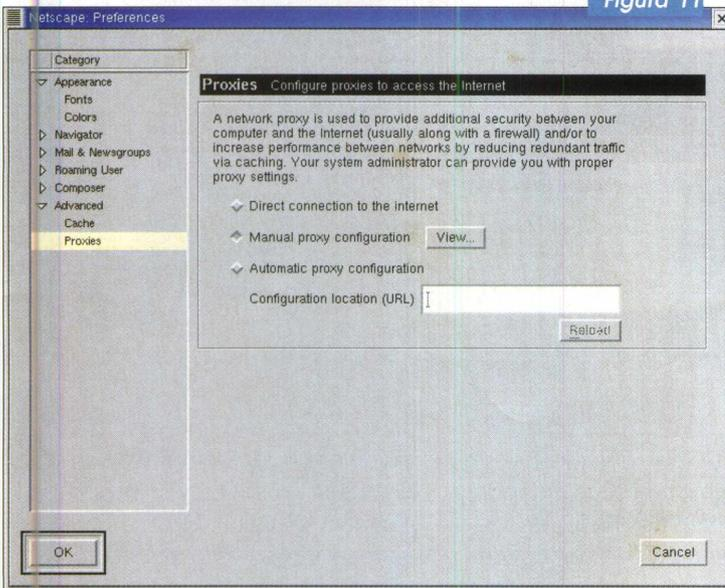 Figura 11
Netscape: Preferences
Category
Appearance
Fonts
Colors
Navigator
Mail & Newsgroups
Roaming User
Composer
Advanced
Cache
Proxies
Proxies Configure proxies to access the Internet
A network proxy is used to provide additional security between your
computer and the Internet (usually along with a firewall) and/or to
increase performance between networks by reducing redundant traffic
via caching. Your system administrator can provide you with proper
proxy settings.
Direct connection to the internet
Manual proxy configuration View...
Automatic proxy configuration
Configuration location (URL)
Reload
OK
Cancel